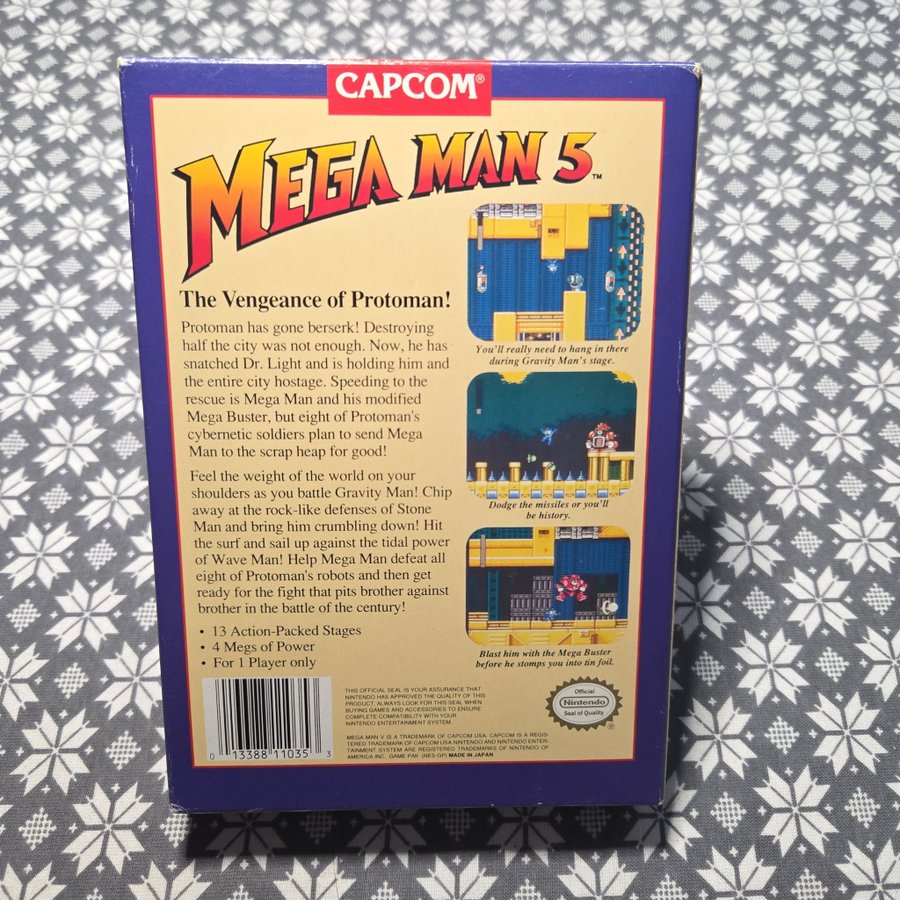 CAPCOM®
MEGA MAN 5™
The Vengeance of Protoman!
Protoman has gone berserk! Destroying
half the city was not enough. Now, he has
snatched Dr. Light and is holding him and
the entire city hostage. Speeding to the
rescue is Mega Man and his modified
Mega Buster, but eight of Protoman's
cybernetic soldiers plan to send Mega
Man to the scrap heap for good!
Feel the weight of the world on your
shoulders as you battle Gravity Man! Chip
away at the rock-like defenses of Stone
Man and bring him crumbling down! Hit
the surf and sail up against the tidal power
of Wave Man! Help Mega Man defeat all
eight of Protoman's robots and then get
ready for the fight that pits brother against
brother in the battle of the century!
• 13 Action-Packed Stages
• 4 Megs of Power
• For 1 Player only
You'll really need to hang in there
during Gravity Man's stage.
Dodge the missiles or you'll
be history.
Blast him with the Mega Buster
before he stomps you into tin foil.
0 13388 11035 3
THIS OFFICIAL SEAL IS YOUR ASSURANCE THAT
NINTENDO HAS APPROVED THE QUALITY OF THIS
PRODUCT. ALWAYS LOOK FOR THIS SEAL WHEN
BUYING GAMES AND ACCESSORIES TO ENSURE
COMPLETE COMPATIBILITY WITH YOUR
NINTENDO ENTERTAINMENT SYSTEM.
MEGA MAN V IS A TRADEMARK OF CAPCOM USA. CAPCOM IS A REGIS-
TERED TRADEMARK OF CAPCOM USA. NINTENDO AND NINTENDO ENTER-
TAINMENT SYSTEM ARE REGISTERED TRADEMARKS OF NINTENDO OF
AMERICA INC. GAME PAK (NES GP) MADE IN JAPAN
Official
Nintendo
Seal of Quality
®